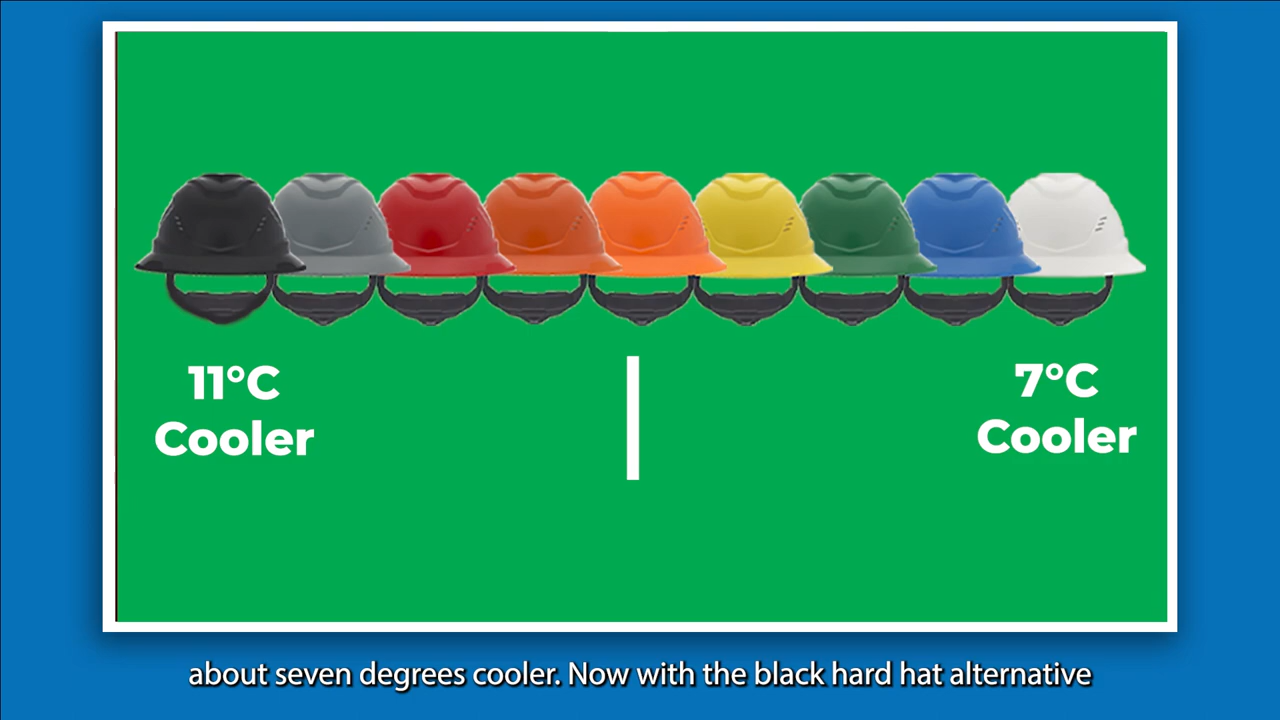 11°C
Cooler
7°C
Cooler
about seven degrees cooler. Now with the black hard hat alternative